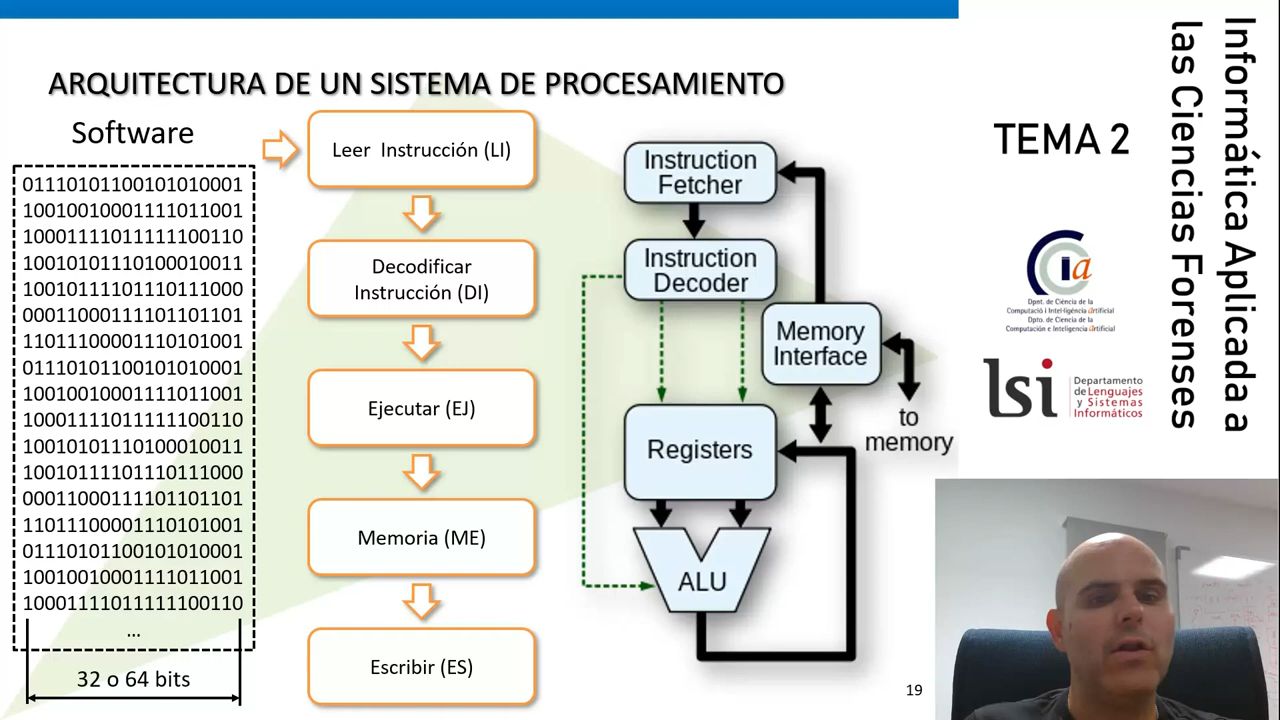 ARQUITECTURA DE UN SISTEMA DE PROCESAMIENTO
Software
01110101100101010001
10010010001111011001
10001111011111100110
10010101110100010011
10010111101110111000
00011000111101101101
11011100001110101001
01110101100101010001
10010010001111011001
10001111011111100110
10010101110100010011
10010111101110111000
00011000111101101101
11011100001110101001
01110101100101010001
10010010001111011001
10001111011111100110
...
32 o 64 bits
Leer Instrucción (LI)
Decodificar
Instrucción (DI)
Ejecutar (EJ)
Memoria (ME)
Escribir (ES)
Instruction
Fetcher
Instruction
Decoder
Memory
Interface
to
memory
Registers
ALU
19
TEMA 2
Informática Aplicada a
las Ciencias Forenses
Cia
Dpnt. de Ciència de la
Computació i Intel·ligència artificial
Dpto. de Ciencia de la
Computación e Inteligencia artificial
lsi
Departamento
de Lenguajes
y Sistemas
Informáticos